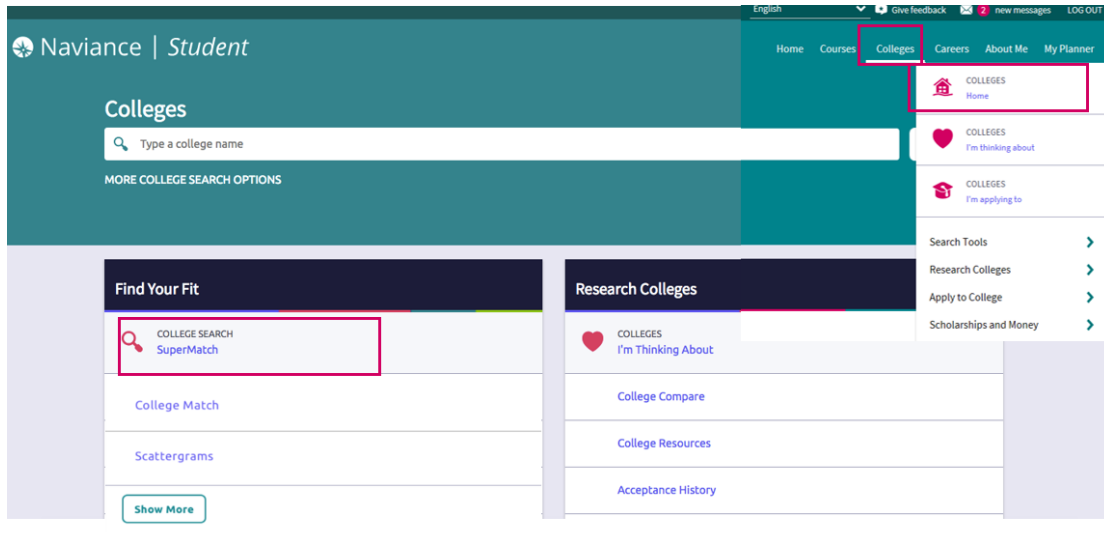 English
Give feedback
2 new messages
LOG OUT
Naviance | Student
Home Courses Colleges Careers About Me My Planner
COLLEGES
Home
COLLEGES
I'm thinking about
COLLEGES
I'm applying to
Search Tools
Research Colleges
Apply to College
Scholarships and Money
Colleges
Type a college name
MORE COLLEGE SEARCH OPTIONS
Find Your Fit
COLLEGE SEARCH
SuperMatch
College Match
Scattergrams
Show More
Research Colleges
COLLEGES
I'm Thinking About
College Compare
College Resources
Acceptance History